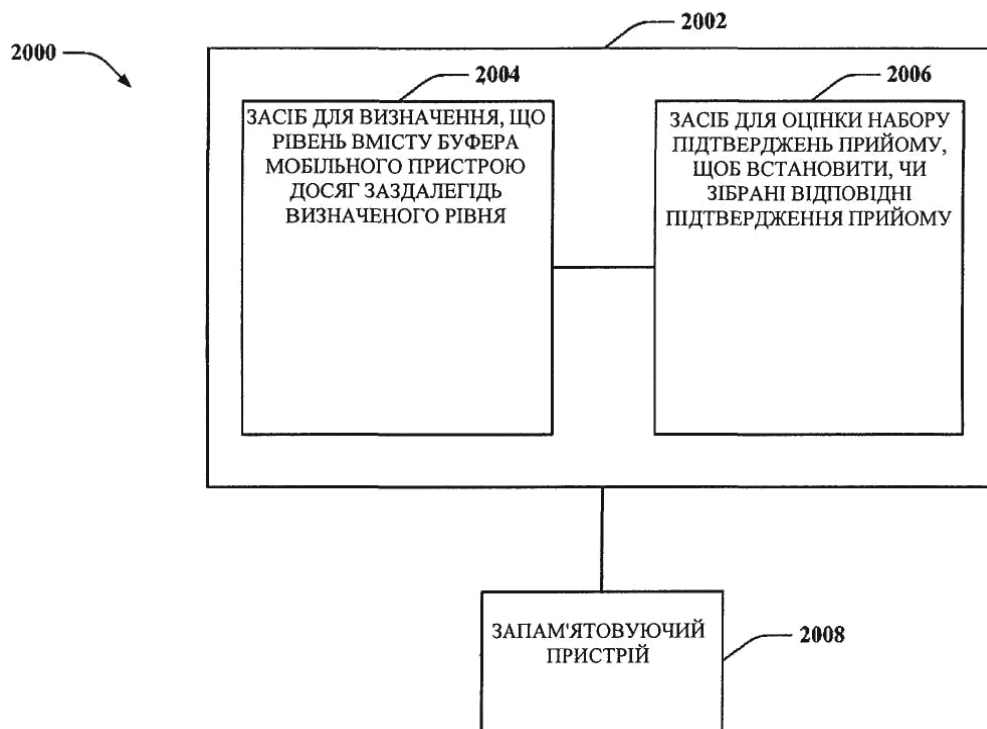 2002
2000
2004
2006
ЗАСІБ ДЛЯ ВИЗНАЧЕННЯ, ЩО
РІВЕНЬ ВМІСТУ БУФЕРА
МОБІЛЬНОГО ПРИСТРОЮ
ДОСЯГ ЗАЗДАЛЕГІДЬ
ВИЗНАЧЕНОГО РІВНЯ
ЗАСІБ ДЛЯ ОЦІНКИ НАБОРУ
ПІДТВЕРДЖЕНЬ ПРИЙОМУ,
ЩОБ ВСТАНОВИТИ, ЧИ
ЗІБРАНІ ВІДПОВІДНІ
ПІДТВЕРДЖЕННЯ ПРИЙОМУ
ЗАПАМ'ЯТОВУЮЧИЙ
ПРИСТРІЙ
2008